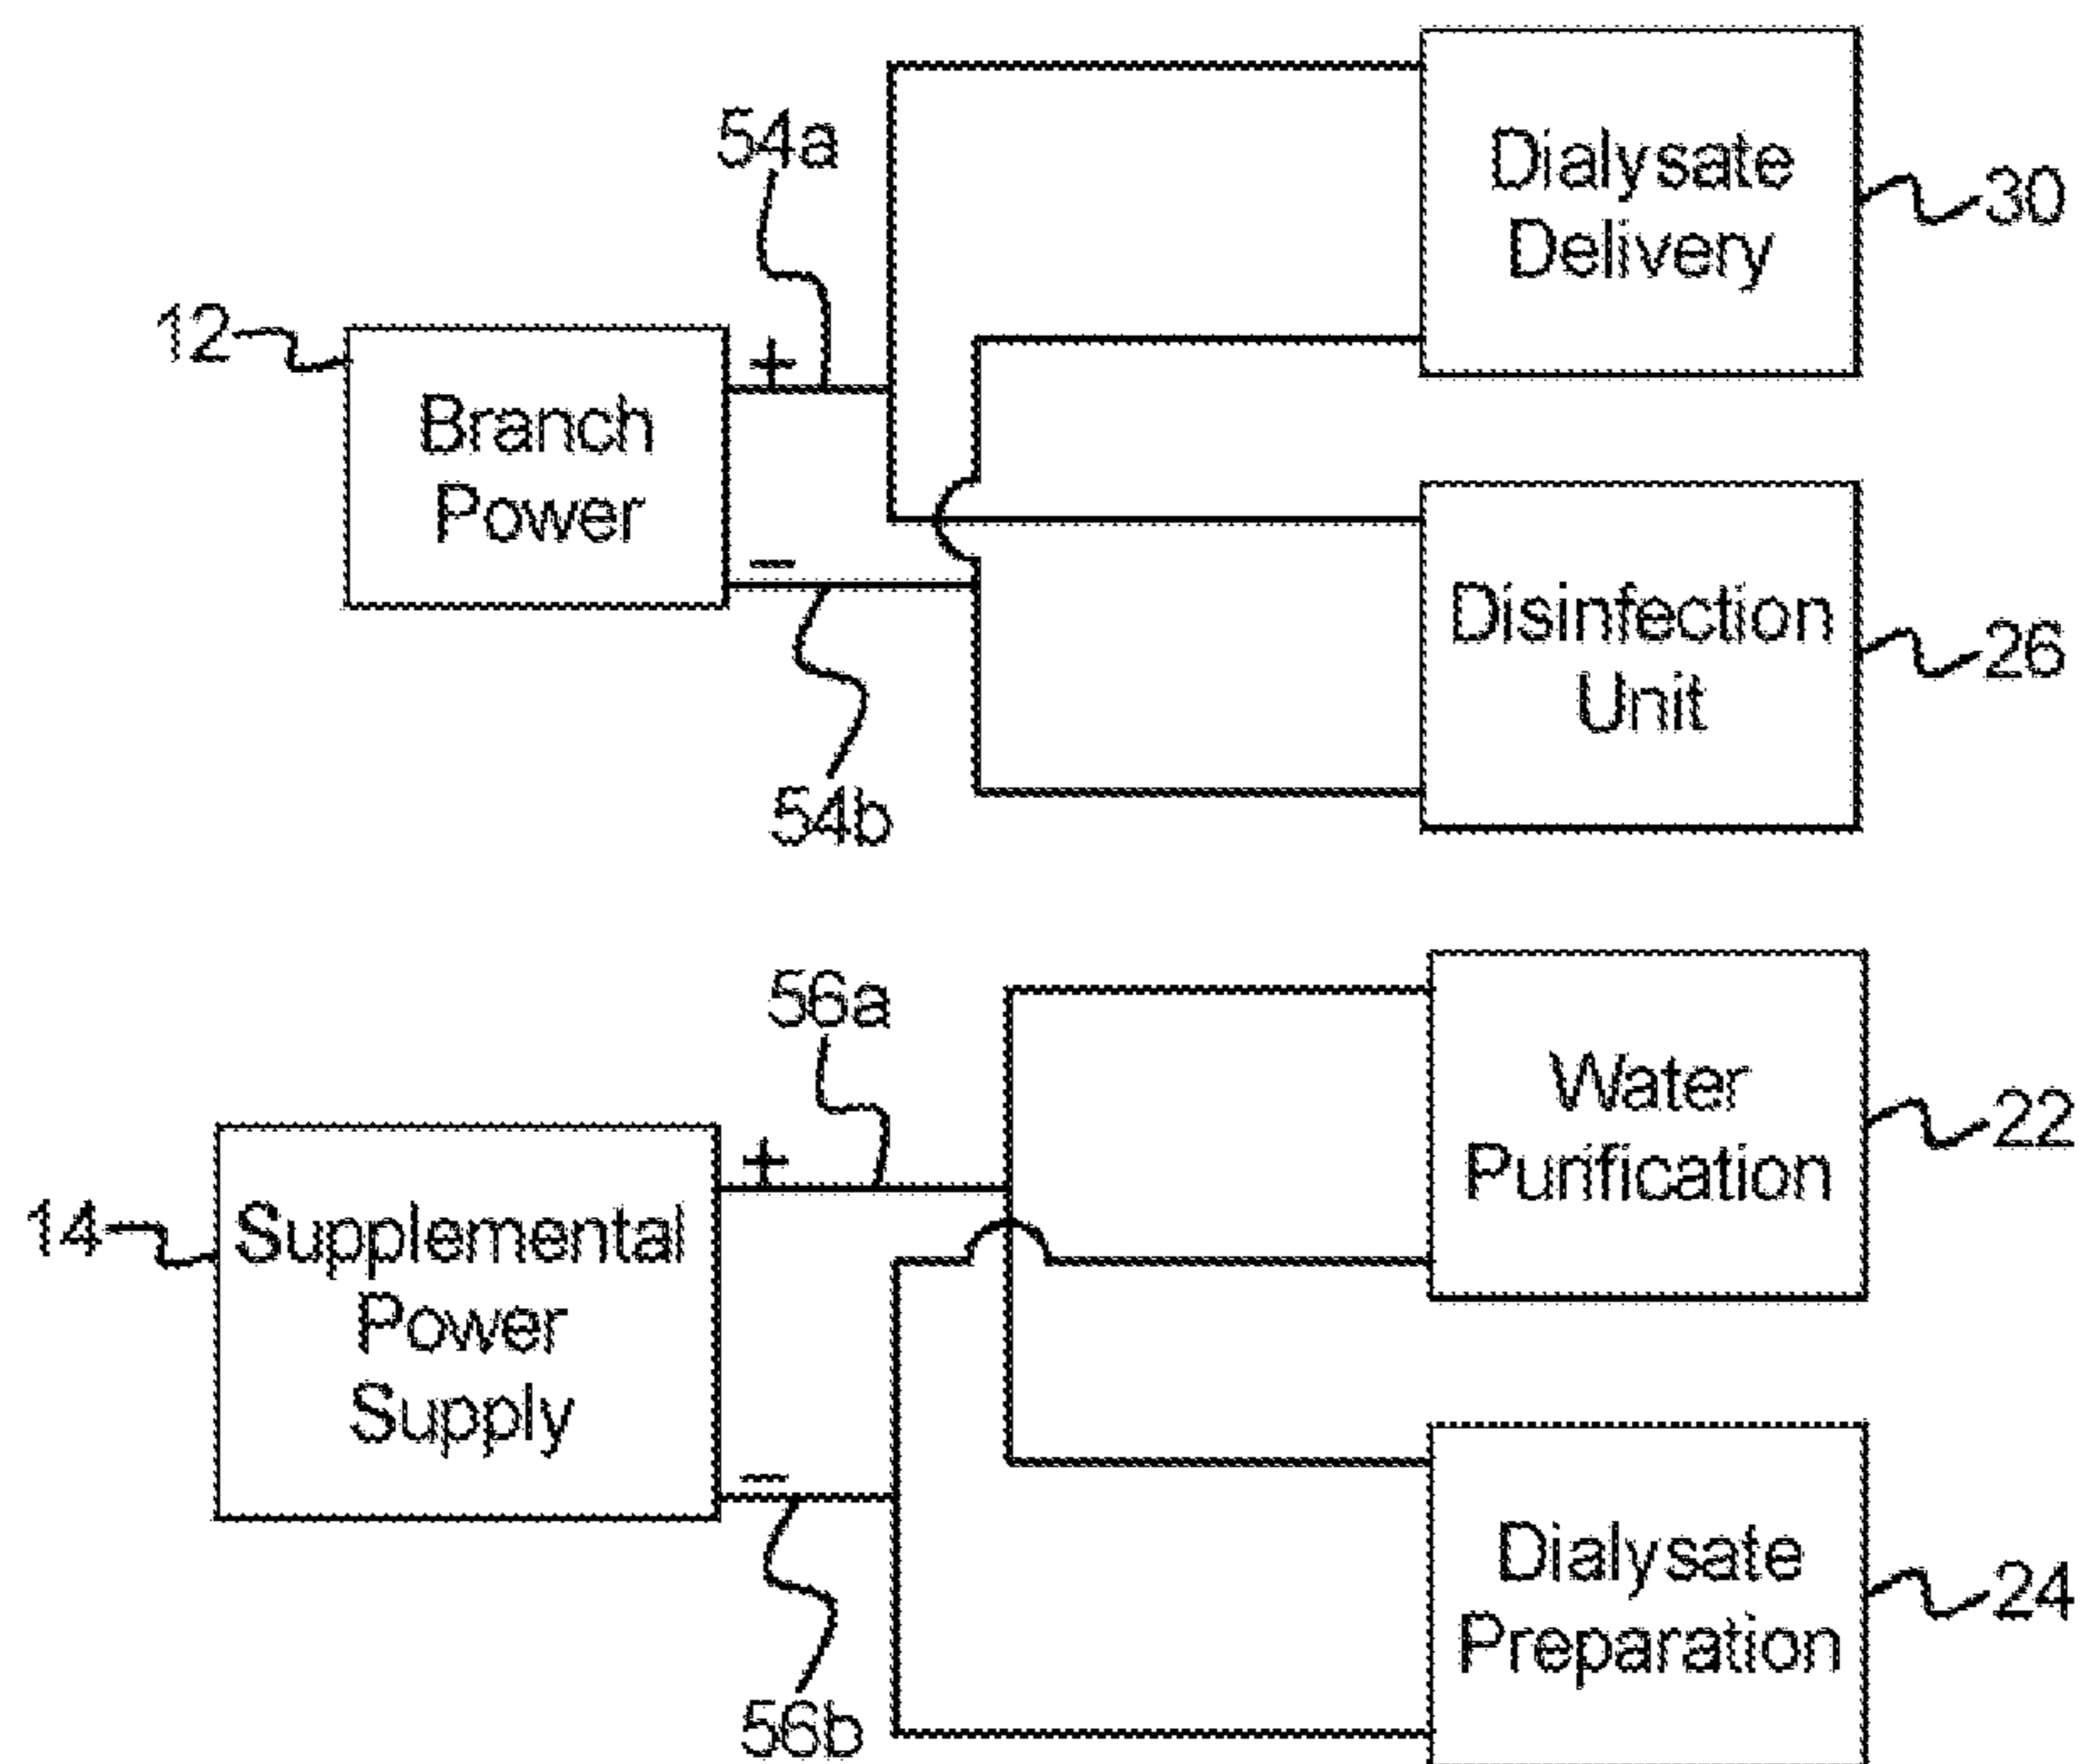 54a
Dialysate
Delivery
30
12
+
Branch
Power
–
Disinfection
Unit
26
54b
56a
Water
Purification
22
+
14
Supplemental
Power
Supply
–
Dialysate
Preparation
24
56b